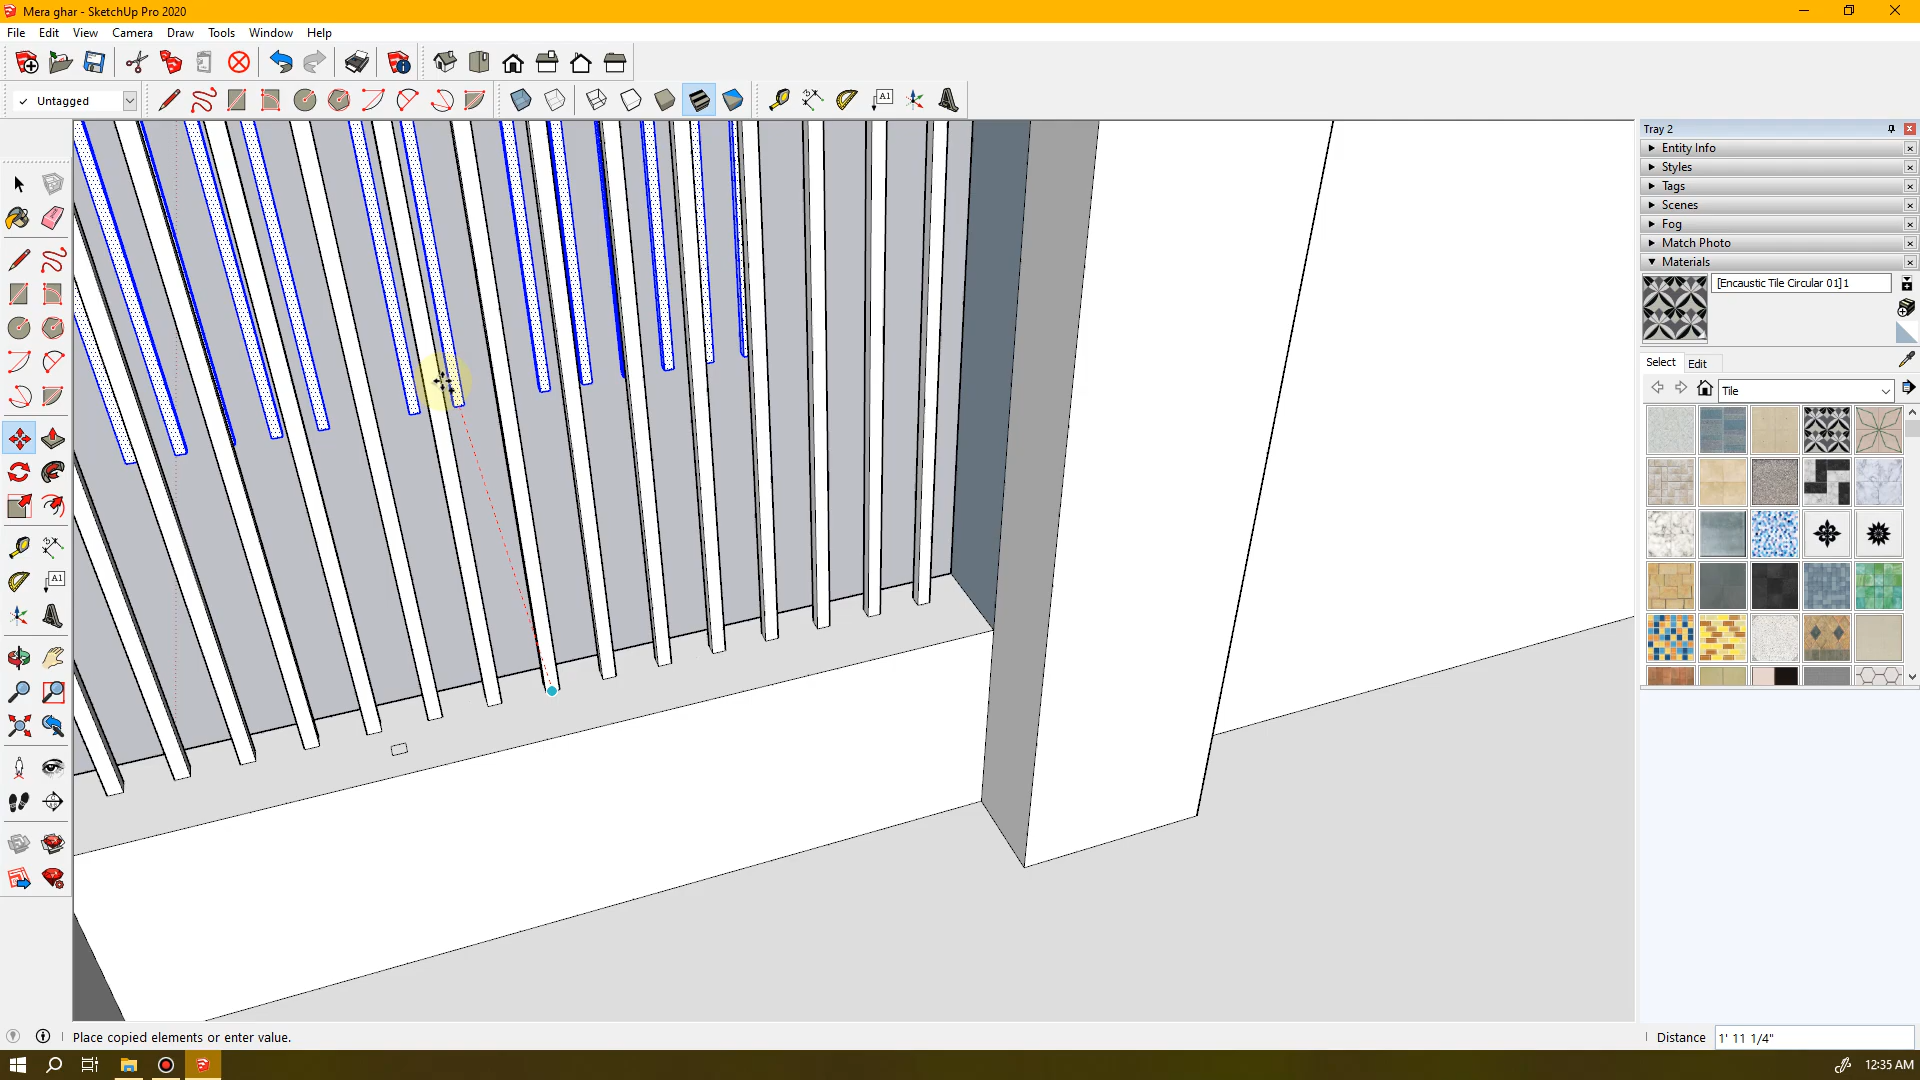 Mera ghar - SketchUp Pro 2020
File Edit View Camera Draw Tools Window Help
Untagged
A1
Tray 2
Entity Info
Styles
Tags
Scenes
Fog
Match Photo
Materials
[Encaustic Tile Circular 01]1
Select Edit
Tile
A1
Place copied elements or enter value.
Distance 1' 11 1/4"
12:35 AM